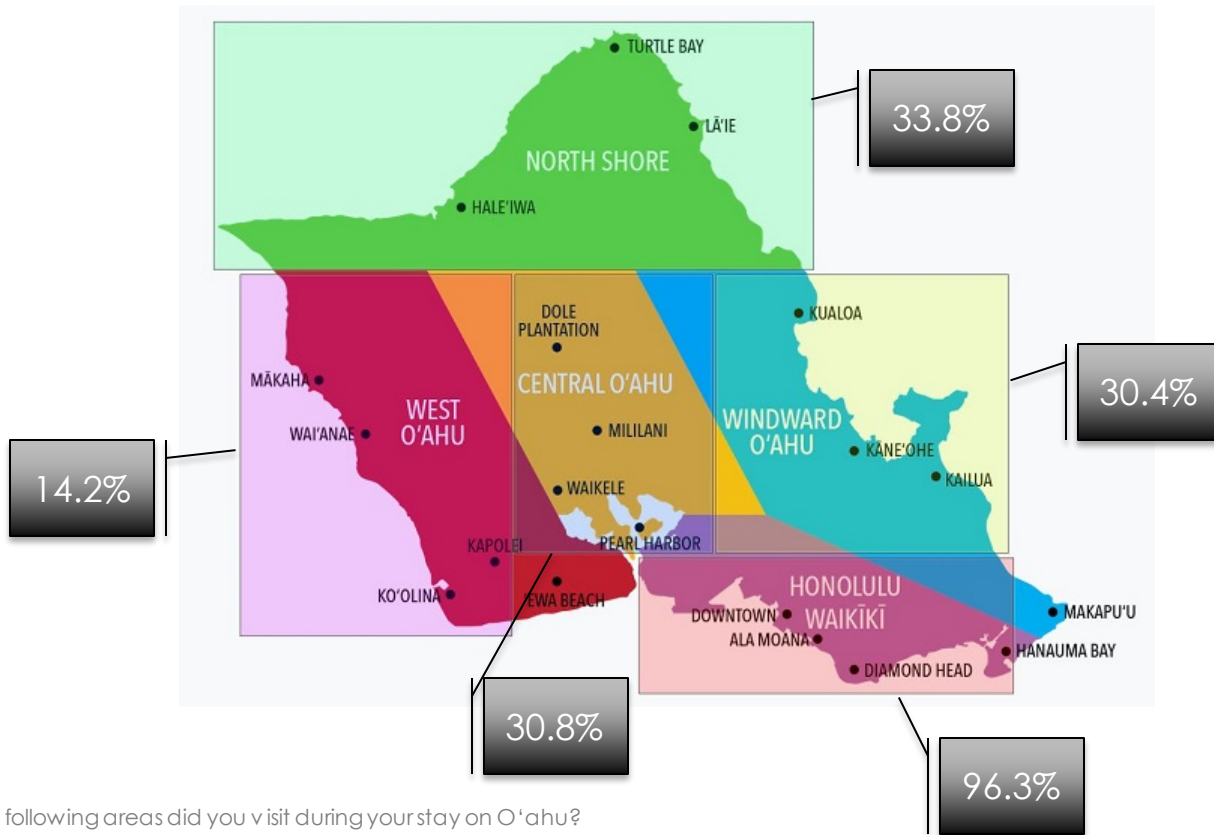 TURTLE BAY
33.8%
LĀ'IE
NORTH SHORE
HALE'IWA
DOLE
PLANTATION
KUALOA
MĀKAHA
CENTRAL O'AHU
30.4%
WEST
O'AHU
WAI'ANAE
MILILANI
WINDWARD
O'AHU
KĀNE'OHE
KAILUA
14.2%
WAIKELE
PEARL HARBOR
KAPOLEI
KO'OLINA
'EWA BEACH
HONOLULU
WAIKĪKĪ
DOWNTOWN
ALA MOANA
MAKAPU'U
HANAUMA BAY
DIAMOND HEAD
30.8%
96.3%
following areas did you visit during your stay on O'ahu?